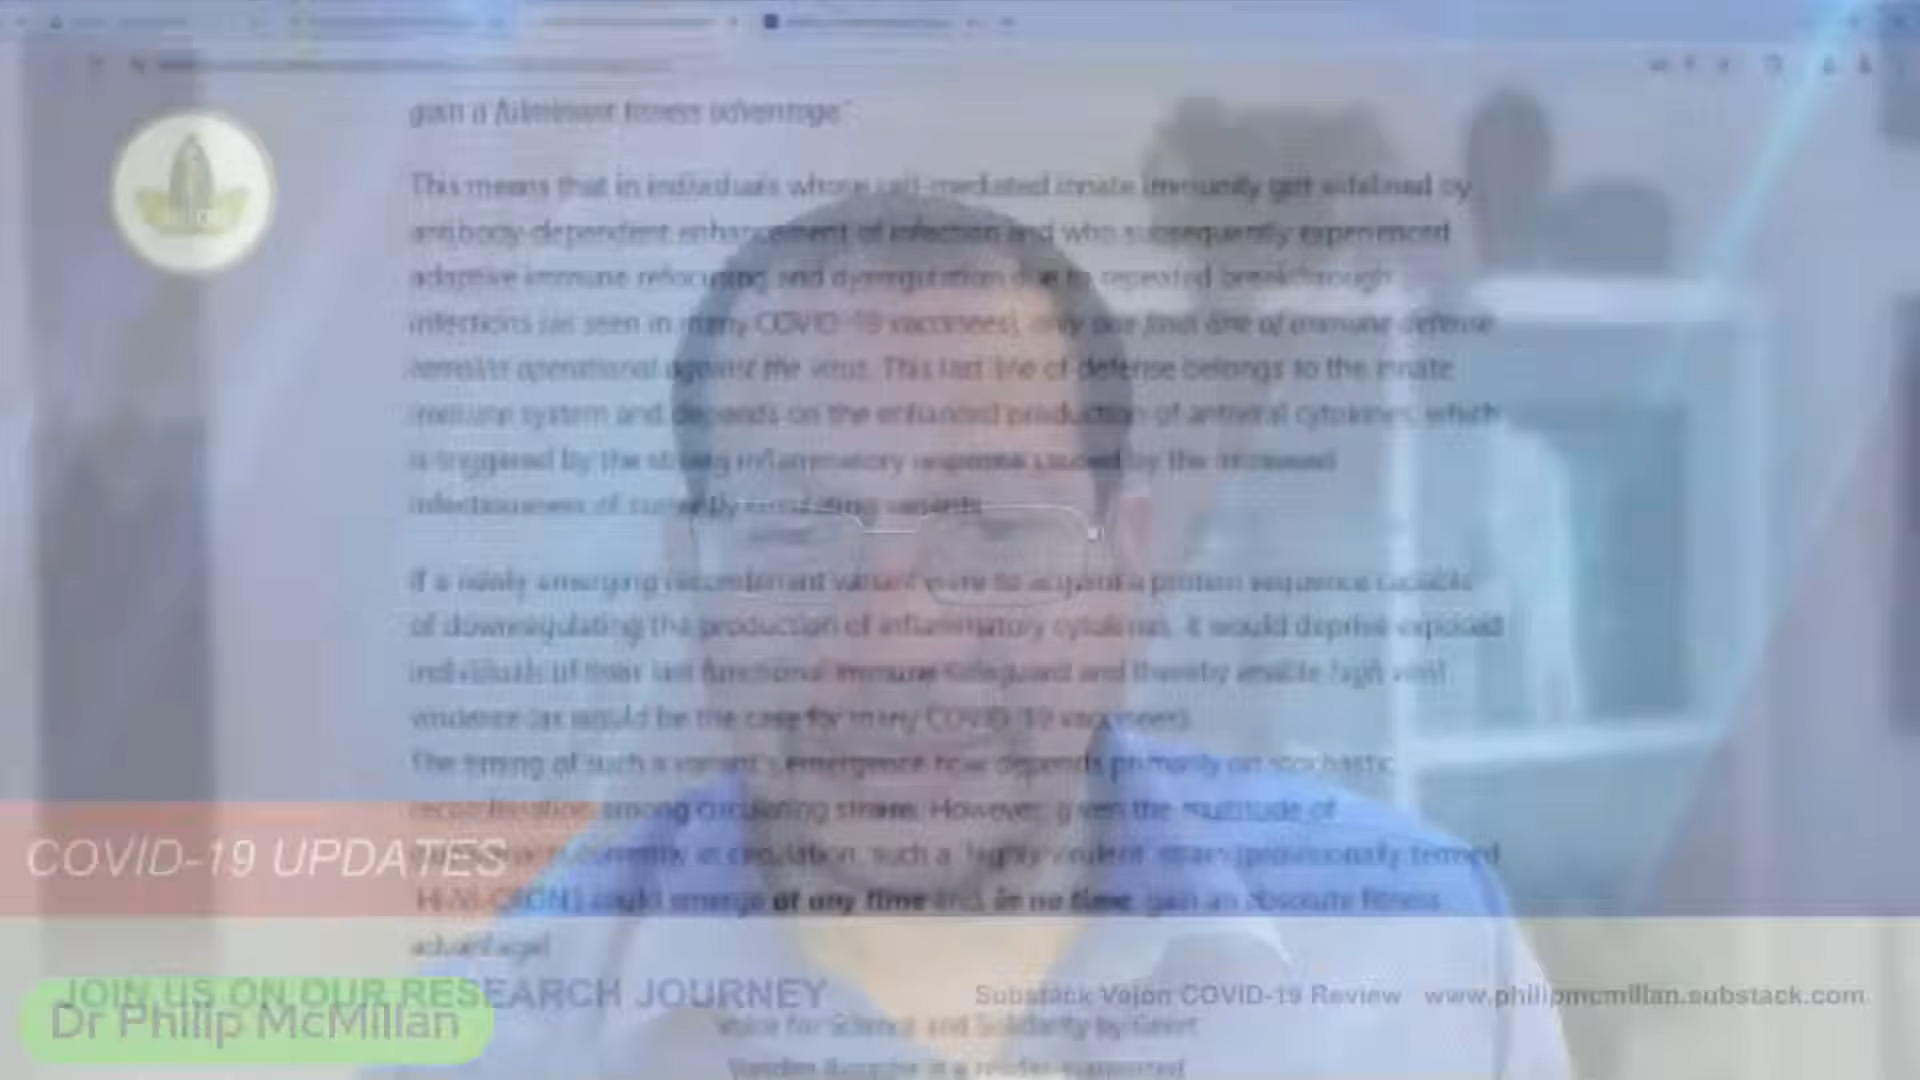 gain a fulminant fitness advantage"
This means that in individuals whose cell-mediated innate immunity got sidelined by
antibody-dependent enhancement of infection and who subsequently experienced
adaptive immune refocusing and dysregulation due to repeated breakthrough
infections (as seen in many COVID-19 vaccinees), only one final line of immune defense
remains operational against the virus. This last line of defense belongs to the innate
immune system and depends on the enhanced production of antiviral cytokines, which
is triggered by the strong inflammatory response caused by the increased
infectiousness of currently circulating variants.
If a newly emerging recombinant variant were to acquire a protein sequence capable
of downregulating the production of inflammatory cytokines, it would deprive exposed
individuals of their last functional immune safeguard and thereby enable high viral
virulence (as would be the case for many COVID-19 vaccinees).
The timing of such a variant's emergence now depends primarily on stochastic
recombination among circulating strains. However, given the multitude of
currently in circulation, such a 'highly virulent' strain (provisionally termed
HI-VI-CRON) could emerge at any time and, in no time, gain an absolute fitness
advantage!
COVID-19 UPDATES
JOIN US ON OUR RESEARCH JOURNEY
Substack Vejon COVID-19 Review www.philipmcmillan.substack.com
Dr Philip McMillan
Voice for Science and Solidarity by Geert
Vanden Bossche is a reader-supported